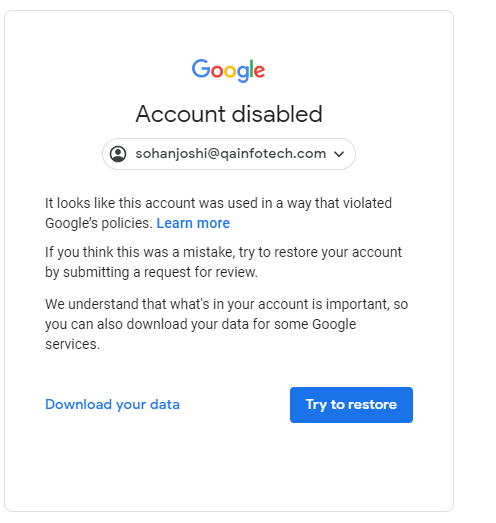 Google
Account disabled
sohanjoshi@qainfotech.com
It looks like this account was used in a way that violated
Google’s policies. Learn more
If you think this was a mistake, try to restore your account
by submitting a request for review.
We understand that what's in your account is important, so
you can also download your data for some Google
services.
Download your data
Try to restore